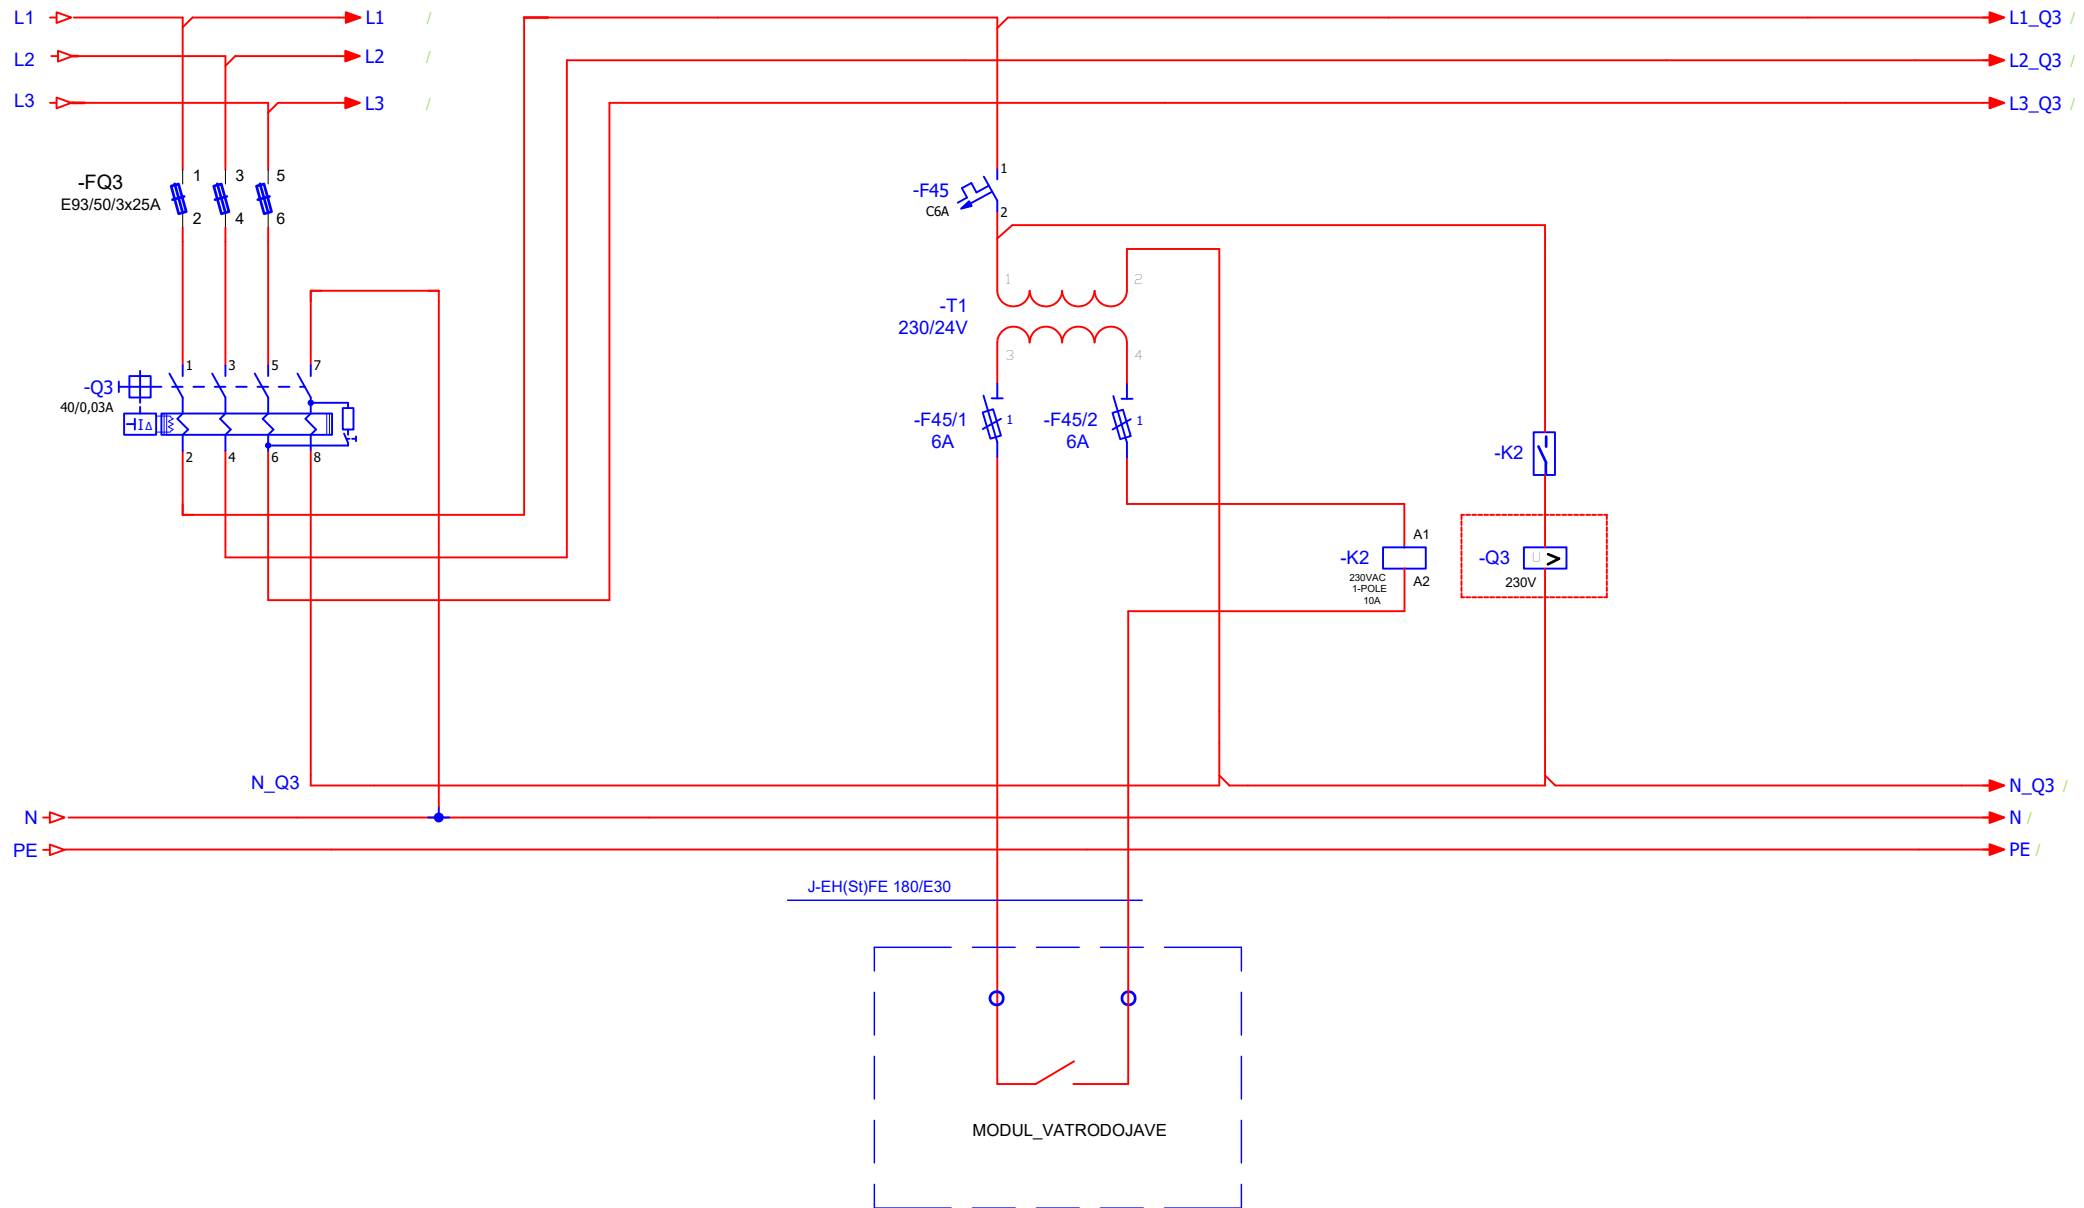 L1
L1 /
L1_Q3 /
L2
L2 /
L2_Q3 /
L3
L3 /
L3_Q3 /
-FQ3
E93/50/3x25A
1 3 5
2 4 6
-F45
C6A
1
2
-T1
230/24V
1 2
3 4
-Q3
40/0,03A
1 3 5 7
I Δ
2 4 6 8
-F45/1
6A
1
-F45/2
6A
1
-K2
-K2
230VAC
1-POLE
10A
A1
A2
-Q3
U >
230V
N_Q3
N_Q3 /
N
N /
PE
PE /
J-EH(St)FE 180/E30
MODUL_VATRODOJAVE